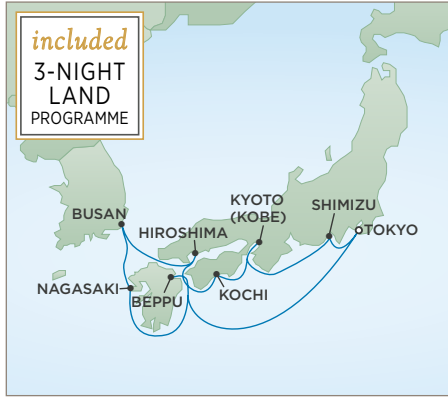 included
3-NIGHT
LAND
PROGRAMME
KYOTO
(KOBE)
SHIMIZU
BUSAN
HIROSHIMA
TOKYO
NAGASAKI
BEPPU
KOCHI